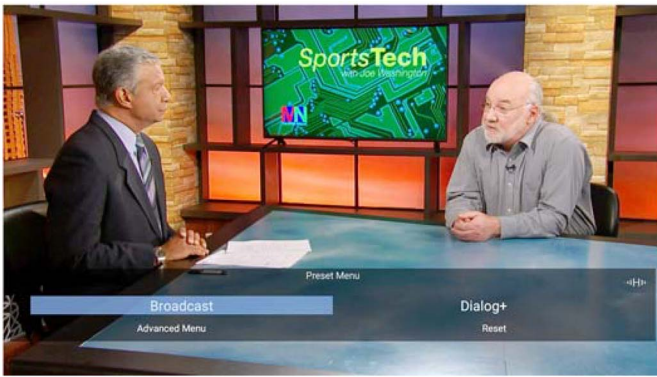 SportsTech
with Joe Washington
MN
Preset Menu
Broadcast
Dialog+
Advanced Menu
Reset